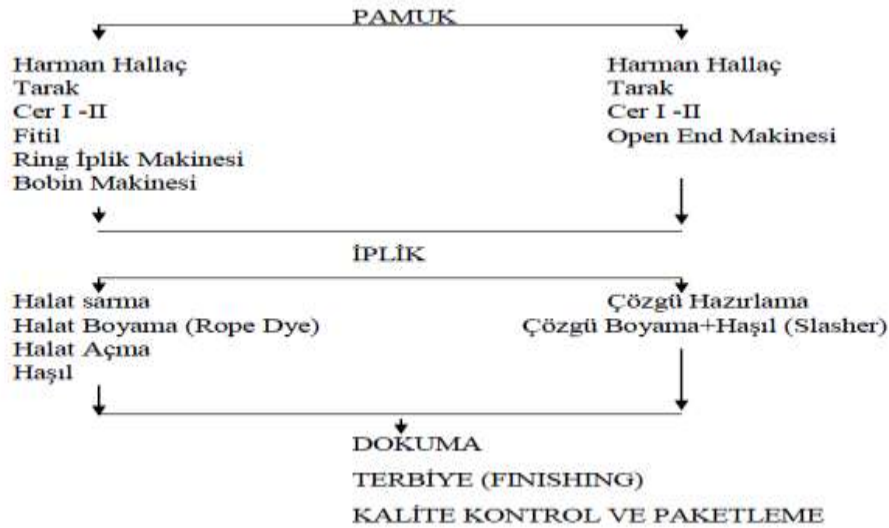 PAMUK
Harman Hallaç
Tarak
Cer I -II
Fitil
Ring İplik Makinesi
Bobin Makinesi
Harman Hallaç
Tarak
Cer I -II
Open End Makinesi
İPLİK
Halat sarma
Halat Boyama (Rope Dye)
Halat Açma
Haşıl
Çözgü Hazırlama
Çözgü Boyama+Haşıl (Slasher)
DOKUMA
TERBİYE (FINISHING)
KALİTE KONTROL VE PAKETLEME